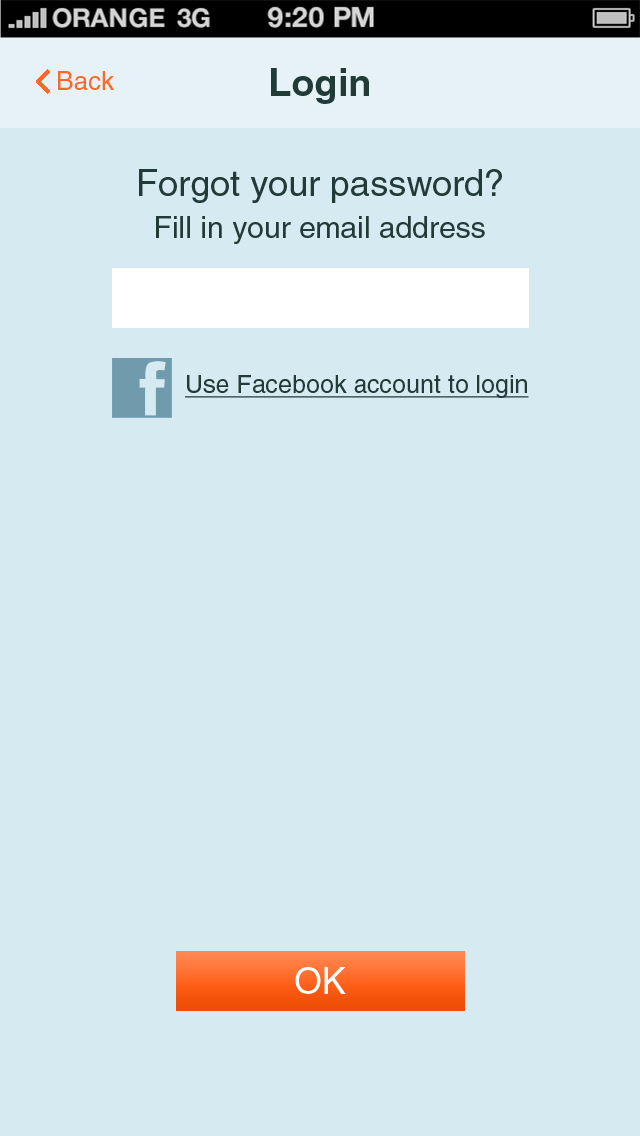 ORANGE 3G 9:20 PM
Back
Login
Forgot your password?
Fill in your email address
f Use Facebook account to login
OK